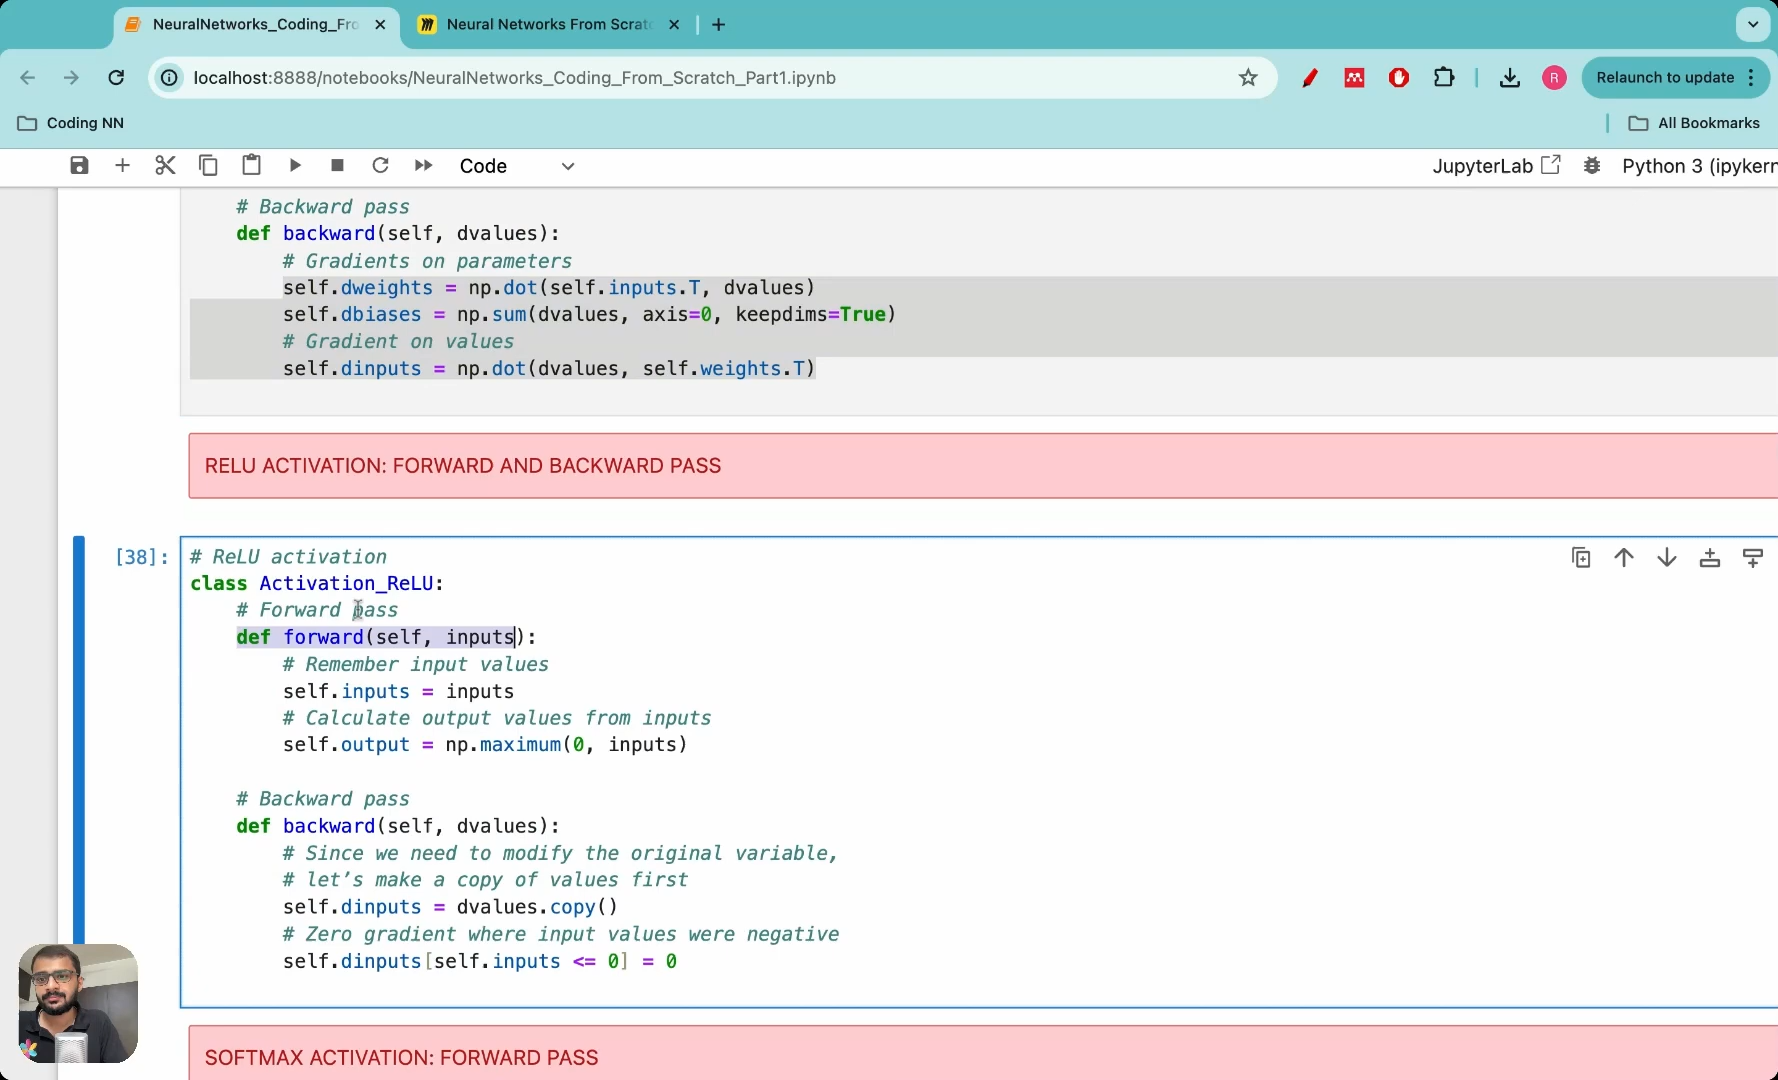 NeuralNetworks_Coding_Fro
Neural Networks From Scrat
localhost:8888/notebooks/NeuralNetworks_Coding_From_Scratch_Part1.ipynb
R
Relaunch to update
Coding NN
All Bookmarks
Code
JupyterLab
Python 3 (ipykern
# Backward pass
def backward(self, dvalues):
# Gradients on parameters
self.dweights = np.dot(self.inputs.T, dvalues)
self.dbiases = np.sum(dvalues, axis=0, keepdims=True)
# Gradient on values
self.dinputs = np.dot(dvalues, self.weights.T)
RELU ACTIVATION: FORWARD AND BACKWARD PASS
[38]:
# ReLU activation
class Activation_ReLU:
# Forward pass
def forward(self, inputs):
# Remember input values
self.inputs = inputs
# Calculate output values from inputs
self.output = np.maximum(0, inputs)
# Backward pass
def backward(self, dvalues):
# Since we need to modify the original variable,
# let’s make a copy of values first
self.dinputs = dvalues.copy()
# Zero gradient where input values were negative
self.dinputs[self.inputs <= 0] = 0
SOFTMAX ACTIVATION: FORWARD PASS